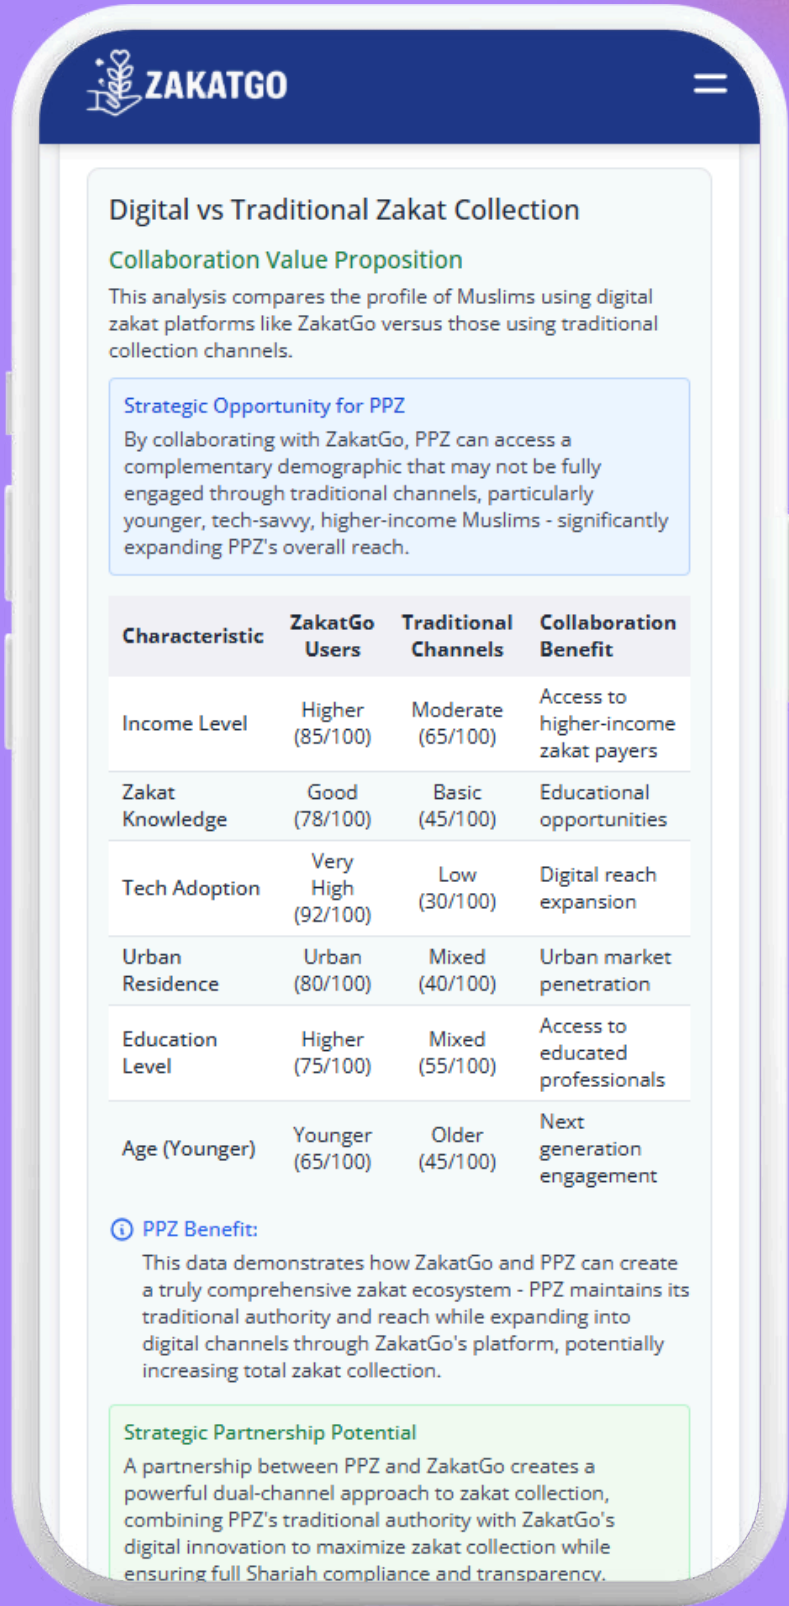 ZAKATGO
Digital vs Traditional Zakat Collection
Collaboration Value Proposition
This analysis compares the profile of Muslims using digital
zakat platforms like ZakatGo versus those using traditional
collection channels.
Strategic Opportunity for PPZ
By collaborating with ZakatGo, PPZ can access a
complementary demographic that may not be fully
engaged through traditional channels, particularly
younger, tech-savvy, higher-income Muslims - significantly
expanding PPZ's overall reach.
Characteristic ZakatGo Users Traditional Channels Collaboration Benefit
Income Level Higher (85/100) Moderate (65/100) Access to higher-income zakat payers
Zakat Knowledge Good (78/100) Basic (45/100) Educational opportunities
Tech Adoption Very High (92/100) Low (30/100) Digital reach expansion
Urban Residence Urban (80/100) Mixed (40/100) Urban market penetration
Education Level Higher (75/100) Mixed (55/100) Access to educated professionals
Age (Younger) Younger (65/100) Older (45/100) Next generation engagement
PPZ Benefit:
This data demonstrates how ZakatGo and PPZ can create
a truly comprehensive zakat ecosystem - PPZ maintains its
traditional authority and reach while expanding into
digital channels through ZakatGo's platform, potentially
increasing total zakat collection.
Strategic Partnership Potential
A partnership between PPZ and ZakatGo creates a
powerful dual-channel approach to zakat collection,
combining PPZ's traditional authority with ZakatGo's
digital innovation to maximize zakat collection while
ensuring full Shariah compliance and transparency.